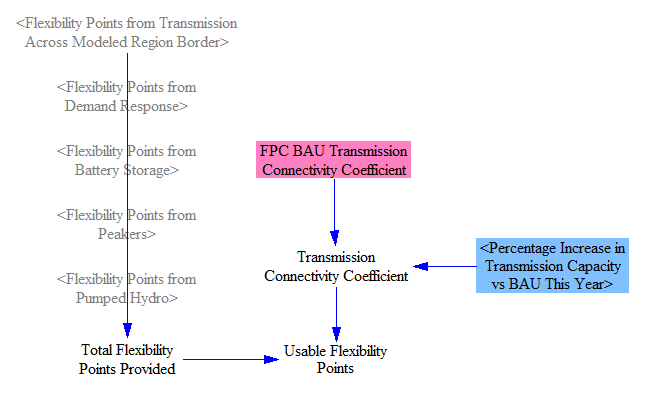 <Flexibility Points from Transmission
Across Modeled Region Border>
<Flexibility Points from
Demand Response>
<Flexibility Points from
Battery Storage>
<Flexibility Points from
Peakers>
<Flexibility Points from
Pumped Hydro>
Total Flexibility
Points Provided
FPC BAU Transmission
Connectivity Coefficient
Transmission
Connectivity Coefficient
<Percentage Increase in
Transmission Capacity
vs BAU This Year>
Usable Flexibility
Points